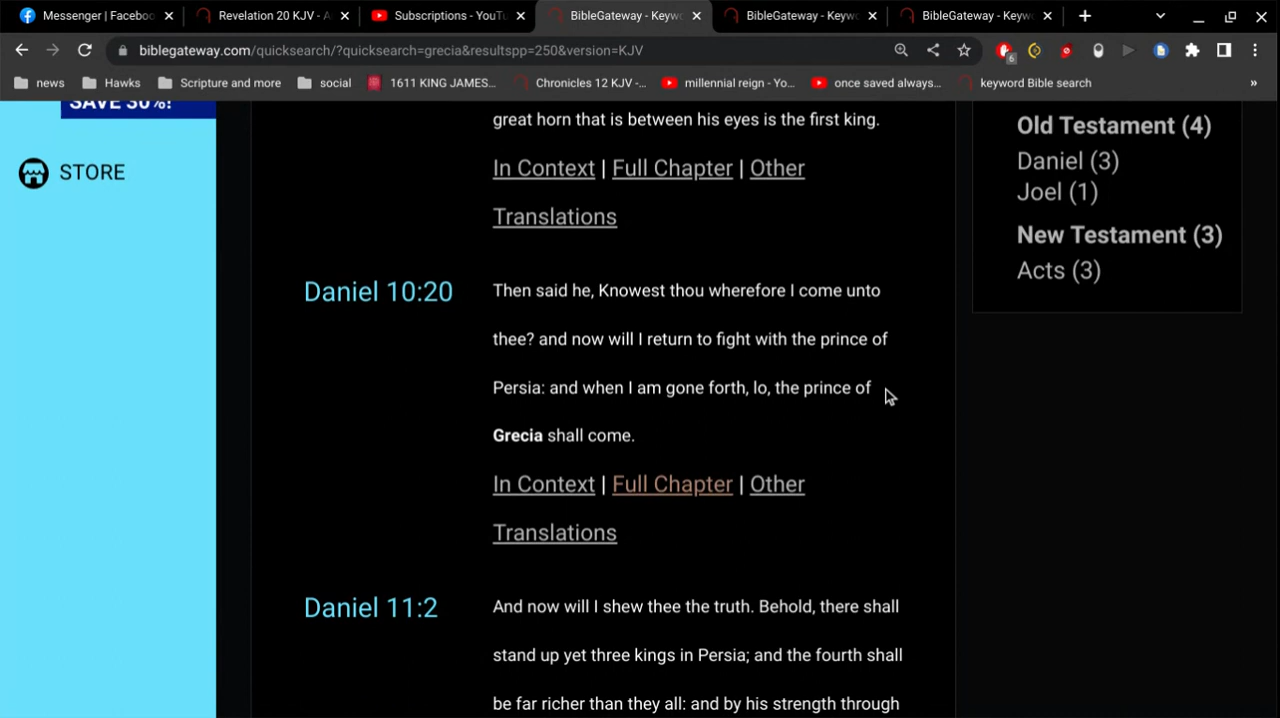 Messenger | Faceboo
Revelation 20 KJV - A
Subscriptions - YouTu
BibleGateway - Keywo
BibleGateway - Keywo
BibleGateway - Keywo
biblegateway.com/quicksearch/?quicksearch=grecia&resultspp=250&version=KJV
6
news
Hawks
Scripture and more
social
1611 KING JAMES...
Chronicles 12 KJV -...
millennial reign - Yo...
once saved always...
keyword Bible search
»
SAVE 30%!
STORE
great horn that is between his eyes is the first king.
In Context | Full Chapter | Other
Translations
Daniel 10:20
Then said he, Knowest thou wherefore I come unto
thee? and now will I return to fight with the prince of
Persia: and when I am gone forth, lo, the prince of
Grecia shall come.
In Context | Full Chapter | Other
Translations
Daniel 11:2
And now will I shew thee the truth. Behold, there shall
stand up yet three kings in Persia; and the fourth shall
be far richer than they all: and by his strength through
Old Testament (4)
Daniel (3)
Joel (1)
New Testament (3)
Acts (3)